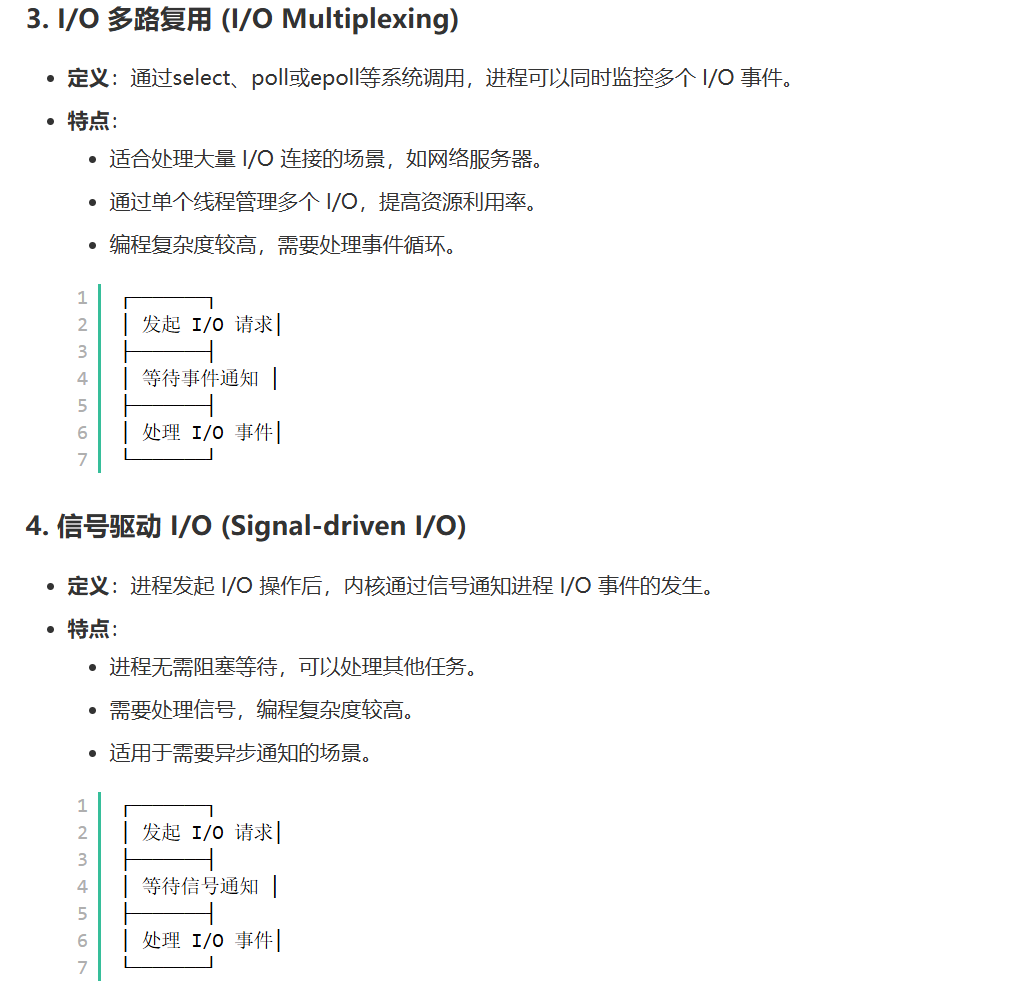 3. I/O 多路复用 (I/O Multiplexing)
• 定义：通过select、poll或epoll等系统调用，进程可以同时监控多个 I/O 事件。
• 特点：
• 适合处理大量 I/O 连接的场景，如网络服务器。
• 通过单个线程管理多个 I/O，提高资源利用率。
• 编程复杂度较高，需要处理事件循环。
1 ┌──────┐
2 │ 发起 I/O 请求│
3 ├──────┤
4 │ 等待事件通知 │
5 ├──────┤
6 │ 处理 I/O 事件│
7 └──────┘
4. 信号驱动 I/O (Signal-driven I/O)
• 定义：进程发起 I/O 操作后，内核通过信号通知进程 I/O 事件的发生。
• 特点：
• 进程无需阻塞等待，可以处理其他任务。
• 需要处理信号，编程复杂度较高。
• 适用于需要异步通知的场景。
1 ┌──────┐
2 │ 发起 I/O 请求│
3 ├──────┤
4 │ 等待信号通知 │
5 ├──────┤
6 │ 处理 I/O 事件│
7 └──────┘